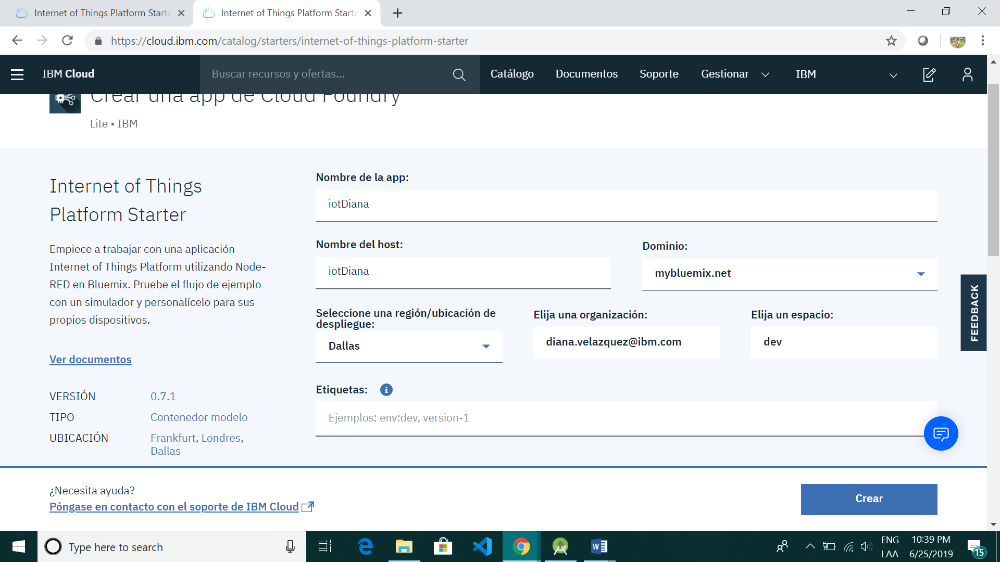 Internet of Things Platform Starte
Internet of Things Platform Starte
https://cloud.ibm.com/catalog/starters/internet-of-things-platform-starter
IBM Cloud
Buscar recursos y ofertas...
Catálogo
Documentos
Soporte
Gestionar
IBM
Crear una app de Cloud Foundry
Lite • IBM
Internet of Things
Platform Starter
Empiece a trabajar con una aplicación
Internet of Things Platform utilizando Node-
RED en Bluemix. Pruebe el flujo de ejemplo
con un simulador y personalícelo para sus
propios dispositivos.
Ver documentos
VERSIÓN 0.7.1
TIPO Contenedor modelo
UBICACIÓN Frankfurt, Londres,
Dallas
Nombre de la app:
iotDiana
Nombre del host:
iotDiana
Dominio:
mybluemix.net
Seleccione una región/ubicación de
despliegue:
Dallas
Elija una organización:
diana.velazquez@ibm.com
Elija un espacio:
dev
Etiquetas:
Ejemplos: env:dev, version-1
FEEDBACK
¿Necesita ayuda?
Póngase en contacto con el soporte de IBM Cloud
Crear
Type here to search
ENG
LAA
10:39 PM
6/25/2019
15